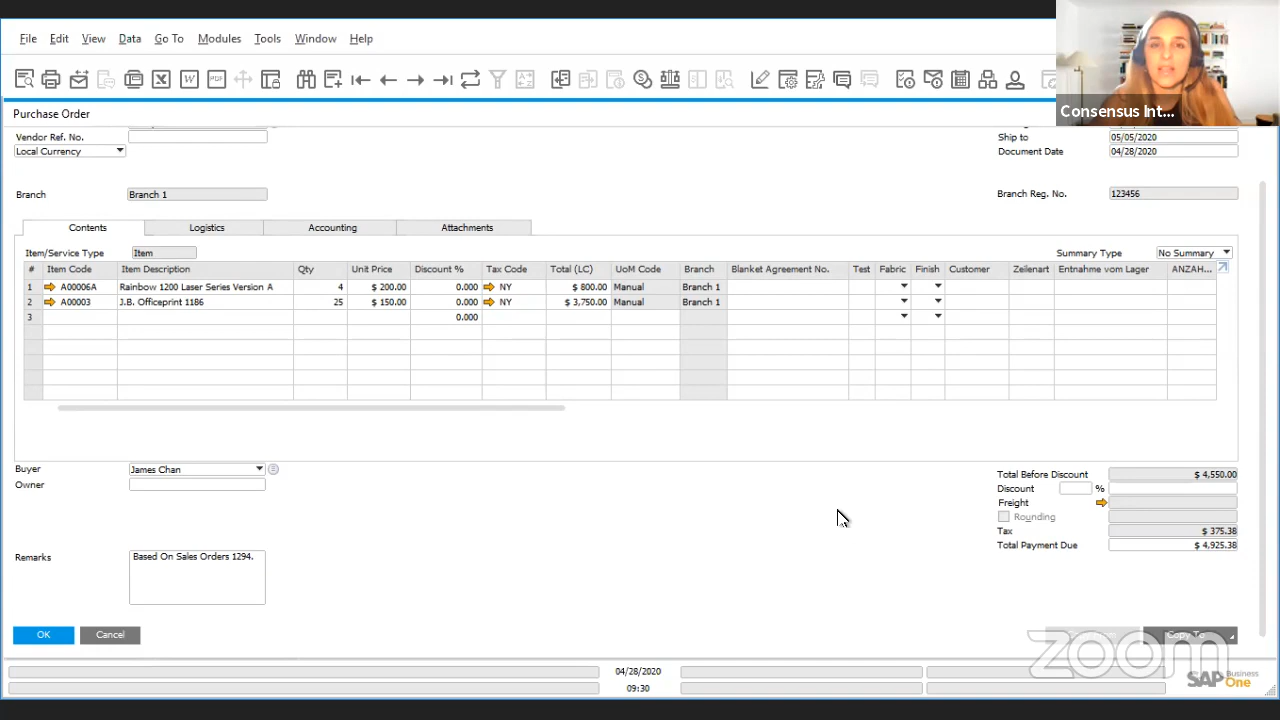 File Edit View Data Go To Modules Tools Window Help
Consensus Int...
Purchase Order
Vendor Ref. No.
Ship to 05/05/2020
Local Currency
Document Date 04/28/2020
Branch Branch 1
Branch Reg. No. 123456
Contents Logistics Accounting Attachments
Item/Service Type Item
Summary Type No Summary
# Item Code Item Description Qty Unit Price Discount % Tax Code Total (LC) UoM Code Branch Blanket Agreement No. Test Fabric Finish Customer Zeilenart Entnahme vom Lager ANZAH...
1 A00006A Rainbow 1200 Laser Series Version A 4 $ 200.00 0.000 NY $ 800.00 Manual Branch 1
2 A00003 J.B. Officeprint 1186 25 $ 150.00 0.000 NY $ 3,750.00 Manual Branch 1
3 0.000
Buyer James Chan
Owner
Total Before Discount $ 4,550.00
Discount %
Freight
Rounding
Tax $ 375.38
Total Payment Due $ 4,925.38
Remarks Based On Sales Orders 1294.
OK Cancel
Copy To
zoom
04/28/2020
09:30
SAP Business One